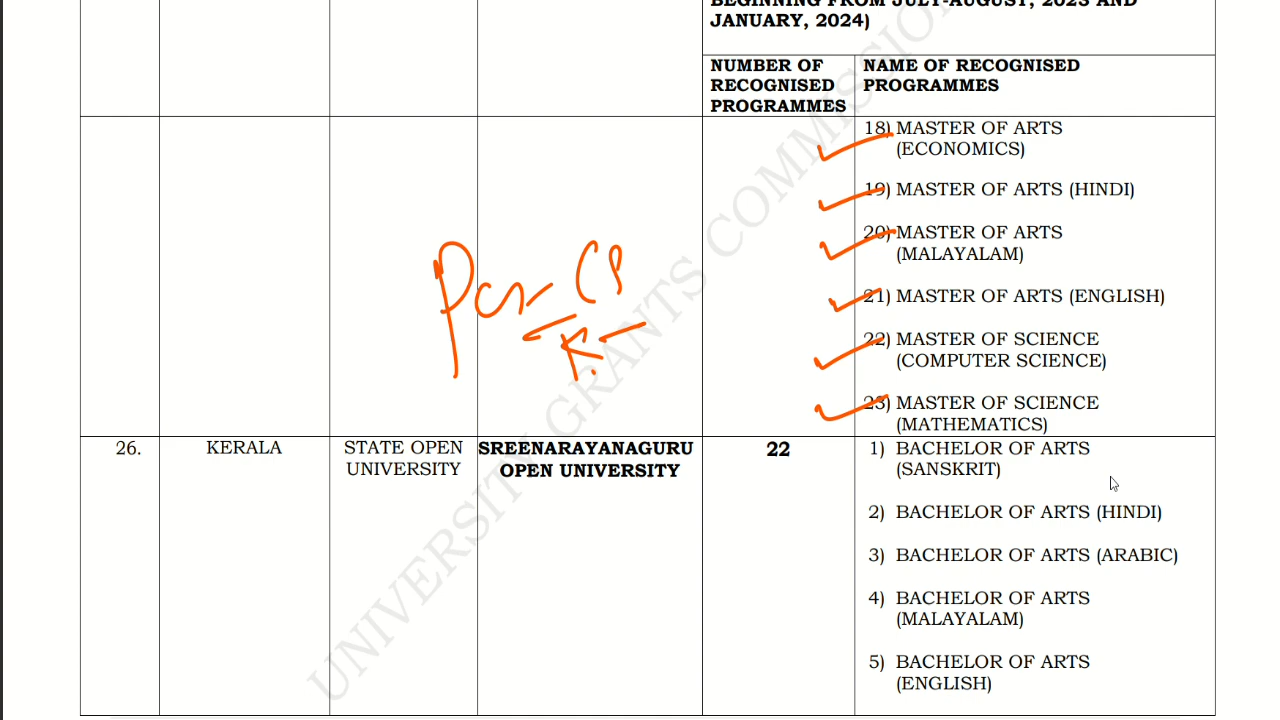 BEGINNING FROM JULY-AUGUST, 2023 AND
JANUARY, 2024)
NUMBER OF
RECOGNISED
PROGRAMMES
NAME OF RECOGNISED
PROGRAMMES
18) MASTER OF ARTS
(ECONOMICS)
19) MASTER OF ARTS (HINDI)
20) MASTER OF ARTS
(MALAYALAM)
21) MASTER OF ARTS (ENGLISH)
22) MASTER OF SCIENCE
(COMPUTER SCIENCE)
23) MASTER OF SCIENCE
(MATHEMATICS)
26.
KERALA
STATE OPEN
UNIVERSITY
SREENARAYANAGURU
OPEN UNIVERSITY
22
1) BACHELOR OF ARTS
(SANSKRIT)
2) BACHELOR OF ARTS (HINDI)
3) BACHELOR OF ARTS (ARABIC)
4) BACHELOR OF ARTS
(MALAYALAM)
5) BACHELOR OF ARTS
(ENGLISH)
UNIVERSITY GRANTS COMMISSION